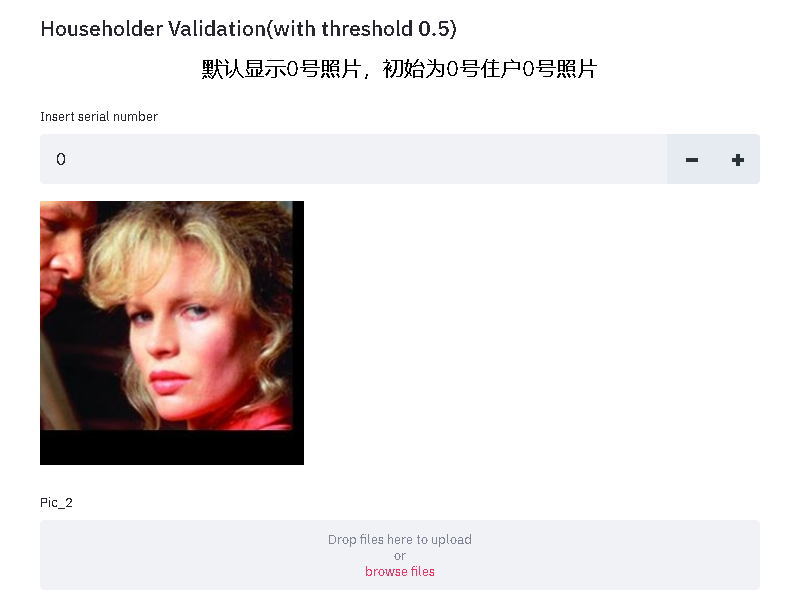 Householder Validation(with threshold 0.5)
默认显示0号照片，初始为0号住户0号照片
Insert serial number
0
Pic_2
Drop files here to upload
or
browse files